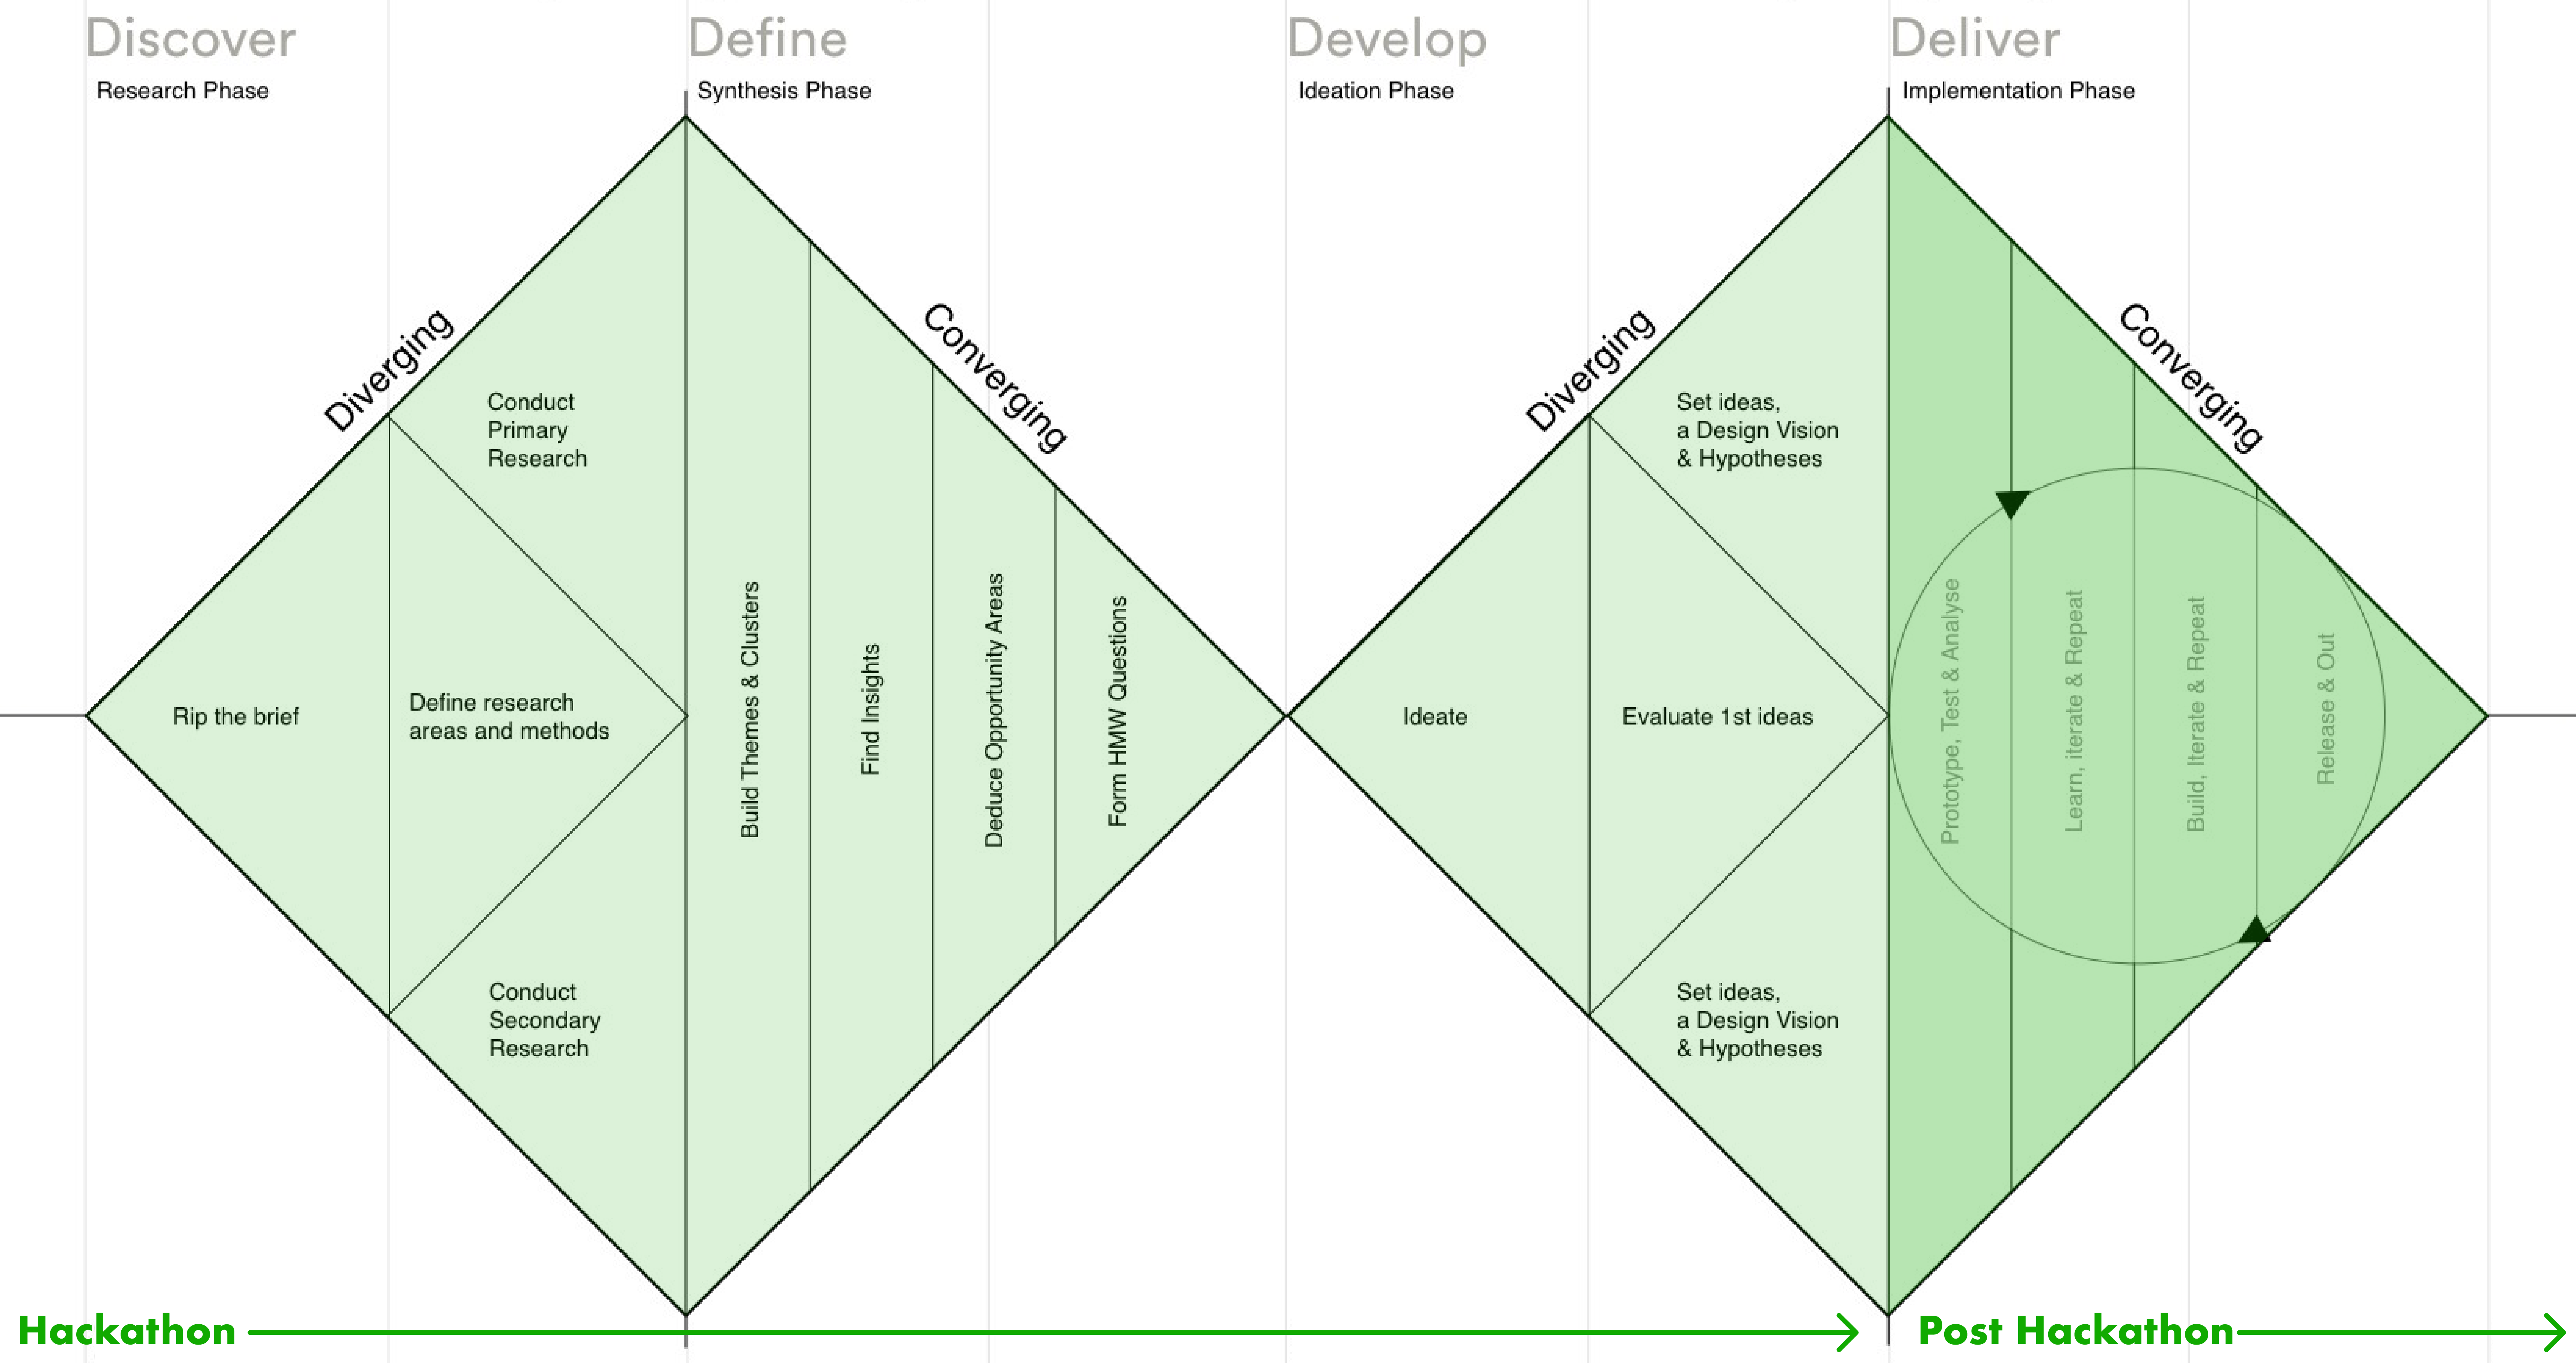 Discover
Research Phase
Define
Synthesis Phase
Develop
Ideation Phase
Deliver
Implementation Phase
Diverging
Converging
Rip the brief
Define research
areas and methods
Conduct
Primary
Research
Conduct
Secondary
Research
Build Themes & Clusters
Find Insights
Deduce Opportunity Areas
Form HMW Questions
Diverging
Converging
Ideate
Evaluate 1st ideas
Set ideas,
a Design Vision
& Hypotheses
Set ideas,
a Design Vision
& Hypotheses
Prototype, Test & Analyse
Learn, iterate & Repeat
Build, Iterate & Repeat
Release & Out
Hackathon
Post Hackathon